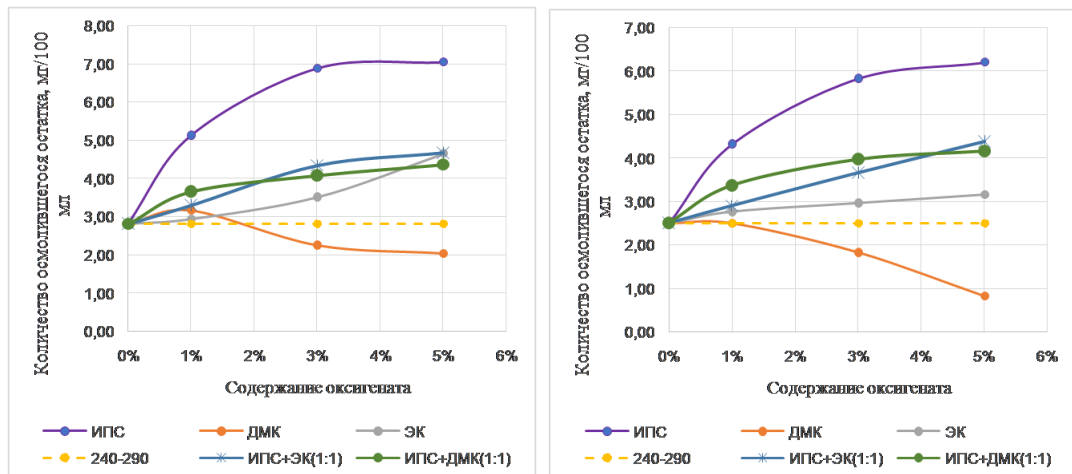 Количество осмолившегося остатка, мг/100
мл
8,00
7,00
6,00
5,00
4,00
3,00
2,00
1,00
0,00
0% 1% 2% 3% 4% 5% 6%
Содержание оксигената
ИПС ДМК ЭК
240-290 ИПС+ЭК(1:1) ИПС+ДМК(1:1)
Количество осмолившегося остатка, мг/100
мл
7,00
6,00
5,00
4,00
3,00
2,00
1,00
0,00
0% 1% 2% 3% 4% 5% 6%
Содержание оксигената
ИПС ДМК ЭК
240-290 ИПС+ЭК(1:1) ИПС+ДМК(1:1)